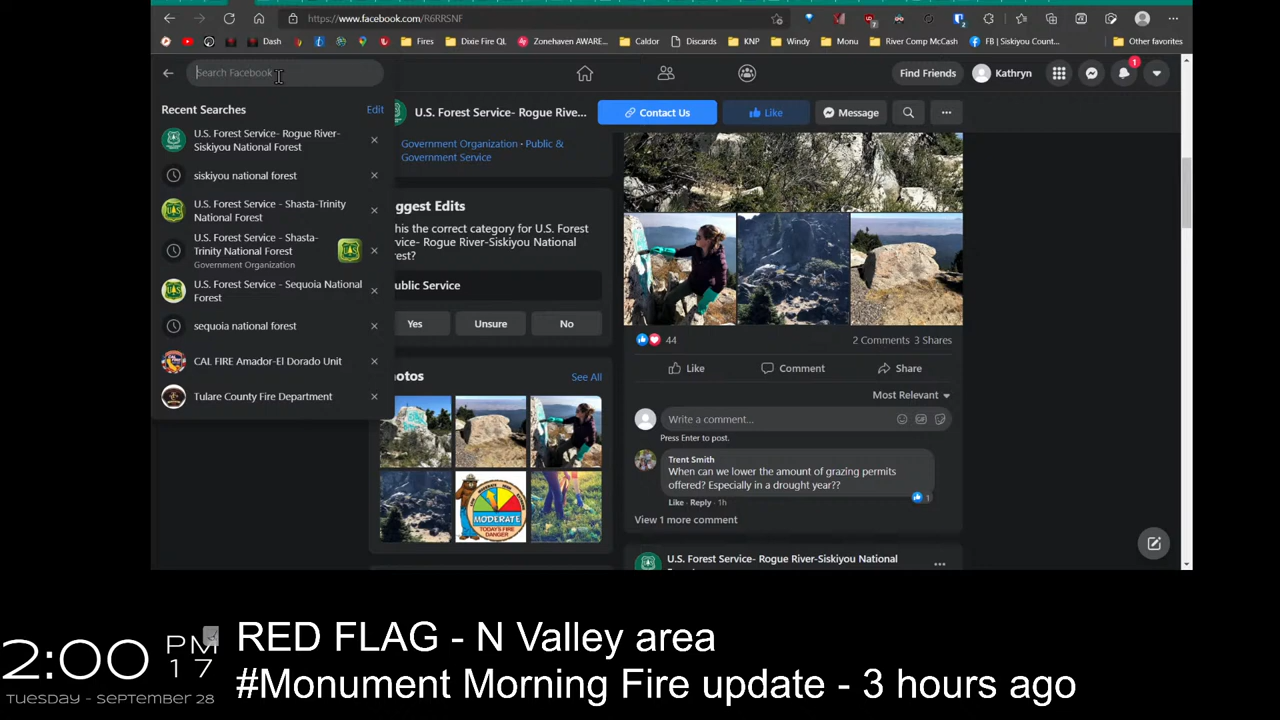 https://www.facebook.com/R6RRSNF
Dash
Fires
Dixie Fire QL
Zonehaven AWARE...
Caldor
Discards
KNP
Windy
Monu
River Comp McCash
FB | Siskiyou Count...
Other favorites
Search Facebook
Find Friends
Kathryn
1
Recent Searches
Edit
U.S. Forest Service- Rogue River-
Siskiyou National Forest
siskiyou national forest
U.S. Forest Service - Shasta-Trinity
National Forest
U.S. Forest Service - Shasta-
Trinity National Forest
Government Organization
U.S. Forest Service - Sequoia National
Forest
sequoia national forest
CAL FIRE Amador-El Dorado Unit
Tulare County Fire Department
U.S. Forest Service- Rogue Rive...
Contact Us
Like
Message
Government Organization · Public &
Government Service
ggest Edits
his the correct category for U.S. Forest
vice- Rogue River-Siskiyou National
rest?
ublic Service
Yes
Unsure
No
otos
See All
MODERATE
TODAY'S FIRE
DANGER
44
2 Comments 3 Shares
Like
Comment
Share
Most Relevant
Write a comment...
Press Enter to post.
Trent Smith
When can we lower the amount of grazing permits
offered? Especially in a drought year??
1
Like · Reply · 1h
View 1 more comment
U.S. Forest Service- Rogue River-Siskiyou National
2:00 PM
17
TUESDAY - SEPTEMBER 28
RED FLAG - N Valley area
#Monument Morning Fire update - 3 hours ago